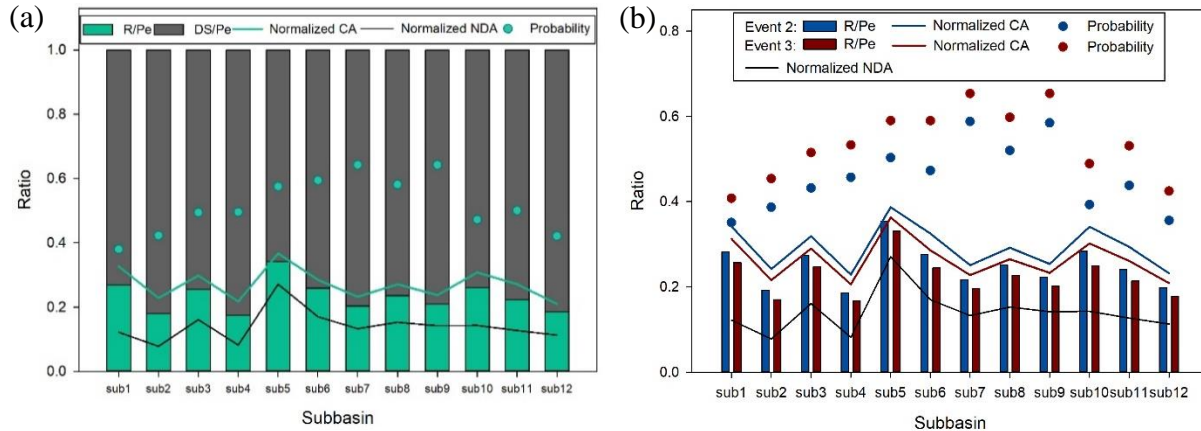 (a)
R/Pe DS/Pe Normalized CA Normalized NDA Probability
1.0
0.8
0.6
0.4
0.2
0.0
Ratio
sub1 sub2 sub3 sub4 sub5 sub6 sub7 sub8 sub9 sub10 sub11 sub12
Subbasin
(b)
Event 2: R/Pe Normalized CA Probability
Event 3: R/Pe Normalized CA Probability
Normalized NDA
0.8
0.6
0.4
0.2
0.0
Ratio
sub1 sub2 sub3 sub4 sub5 sub6 sub7 sub8 sub9 sub10sub11sub12
Subbasin